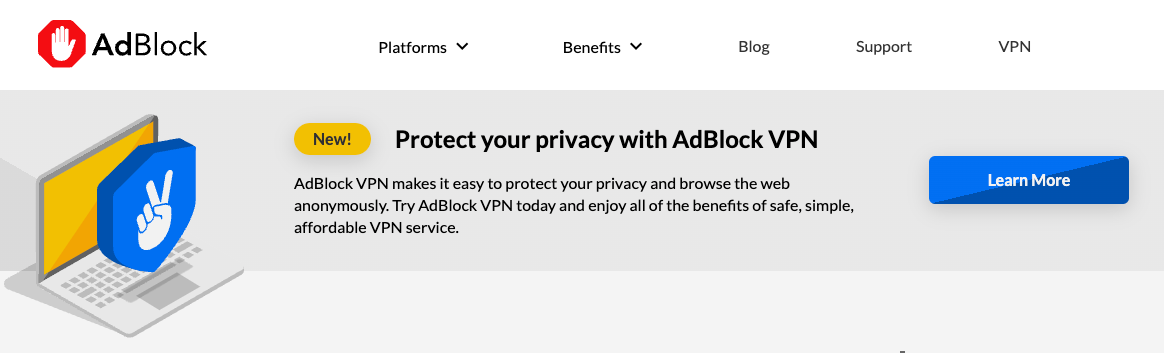 AdBlock
Platforms
Benefits
Blog
Support
VPN
New!
Protect your privacy with AdBlock VPN
AdBlock VPN makes it easy to protect your privacy and browse the web
anonymously. Try AdBlock VPN today and enjoy all of the benefits of safe, simple,
affordable VPN service.
Learn More